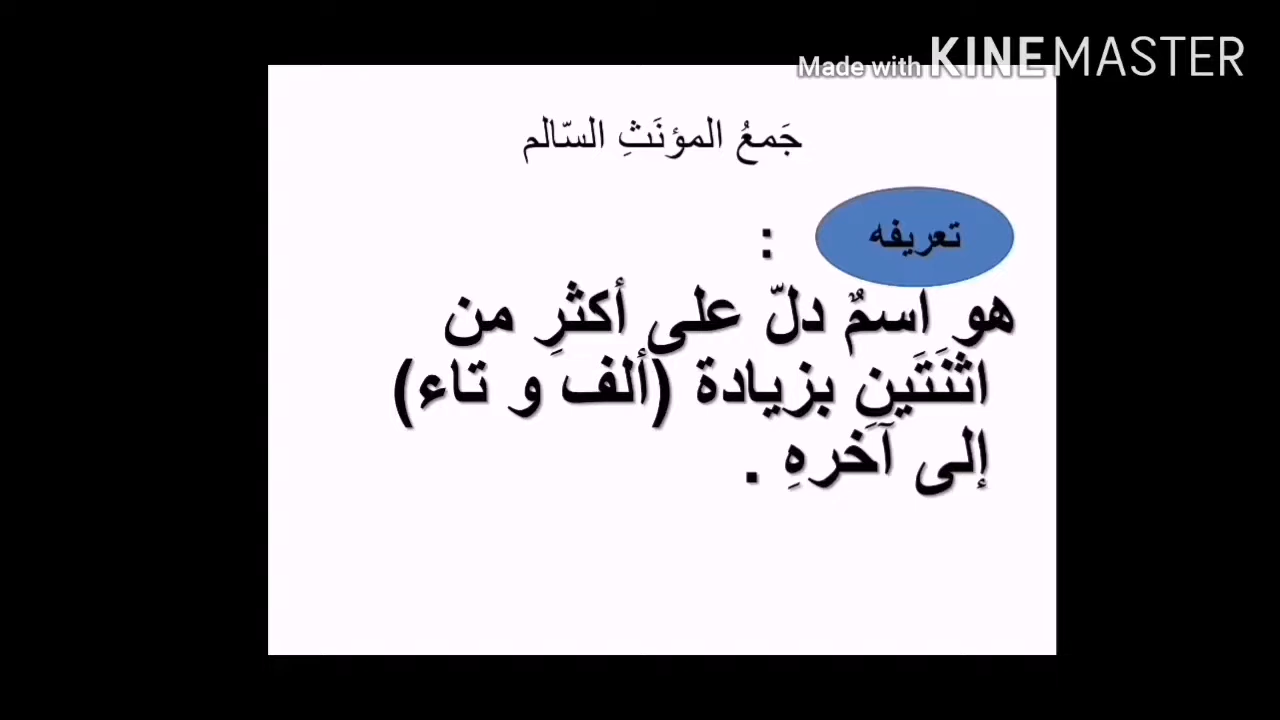 Made with KINEMASTER
جَمعُ المؤنَثِ السّالم
تعريفه :
هو اسمٌ دلّ على أكثرِ من
اثنَتَينِ بزيادة (ألف و تاء)
إلى آخرهِ .